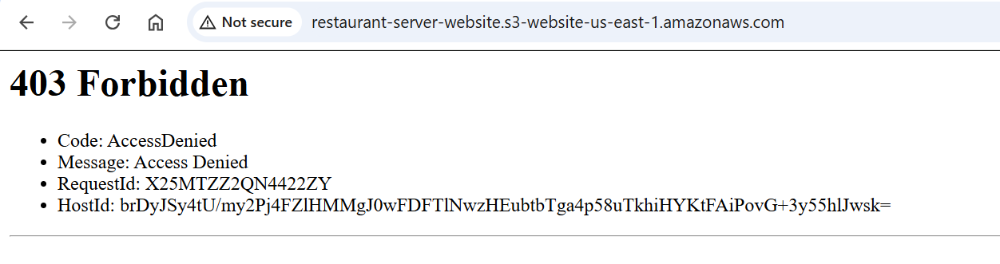 Not secure restaurant-server-website.s3-website-us-east-1.amazonaws.com
403 Forbidden
Code: AccessDenied
Message: Access Denied
RequestId: X25MTZZ2QN4422ZY
HostId: brDyJSy4tU/my2Pj4FZlHMMgJ0wFDFTlNwzHEubtbTga4p58uTkhiHYKtFAiPovG+3y55hlJwsk=